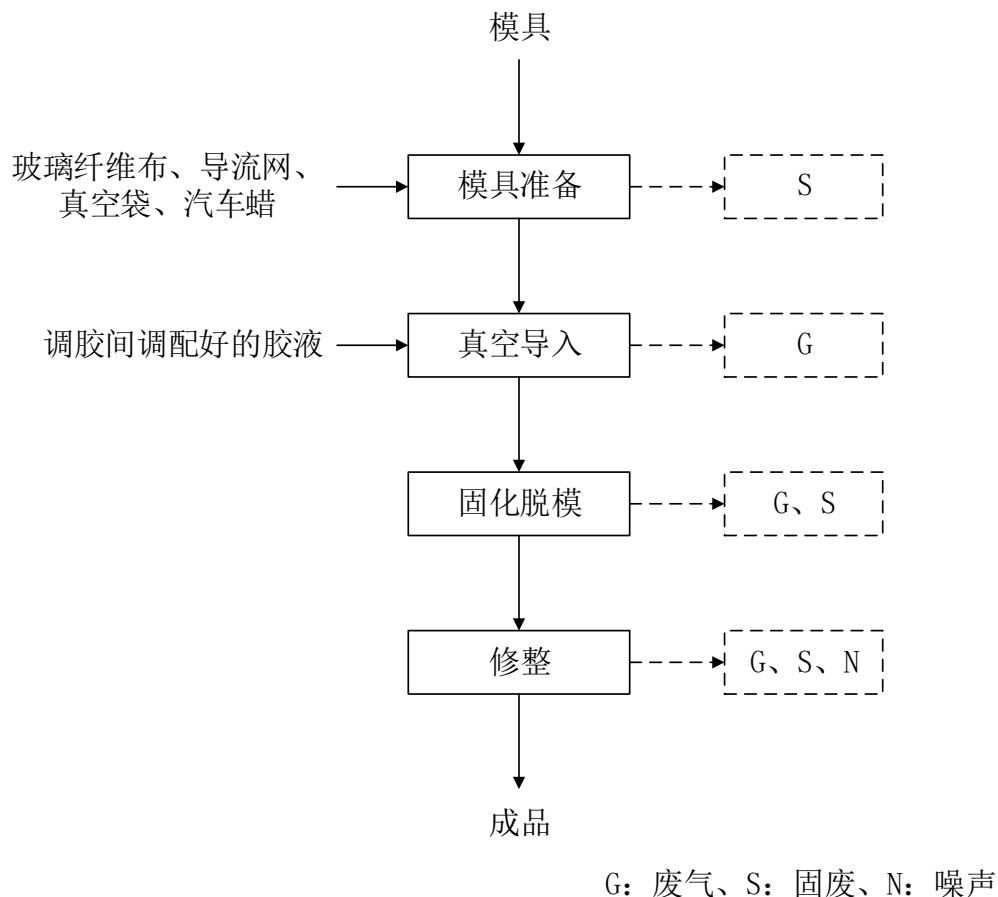 模具
玻璃纤维布、导流网、
真空袋、汽车蜡
模具准备
S
调胶间调配好的胶液
真空导入
G
固化脱模
G、S
修整
G、S、N
成品
G：废气、S：固废、N：噪声